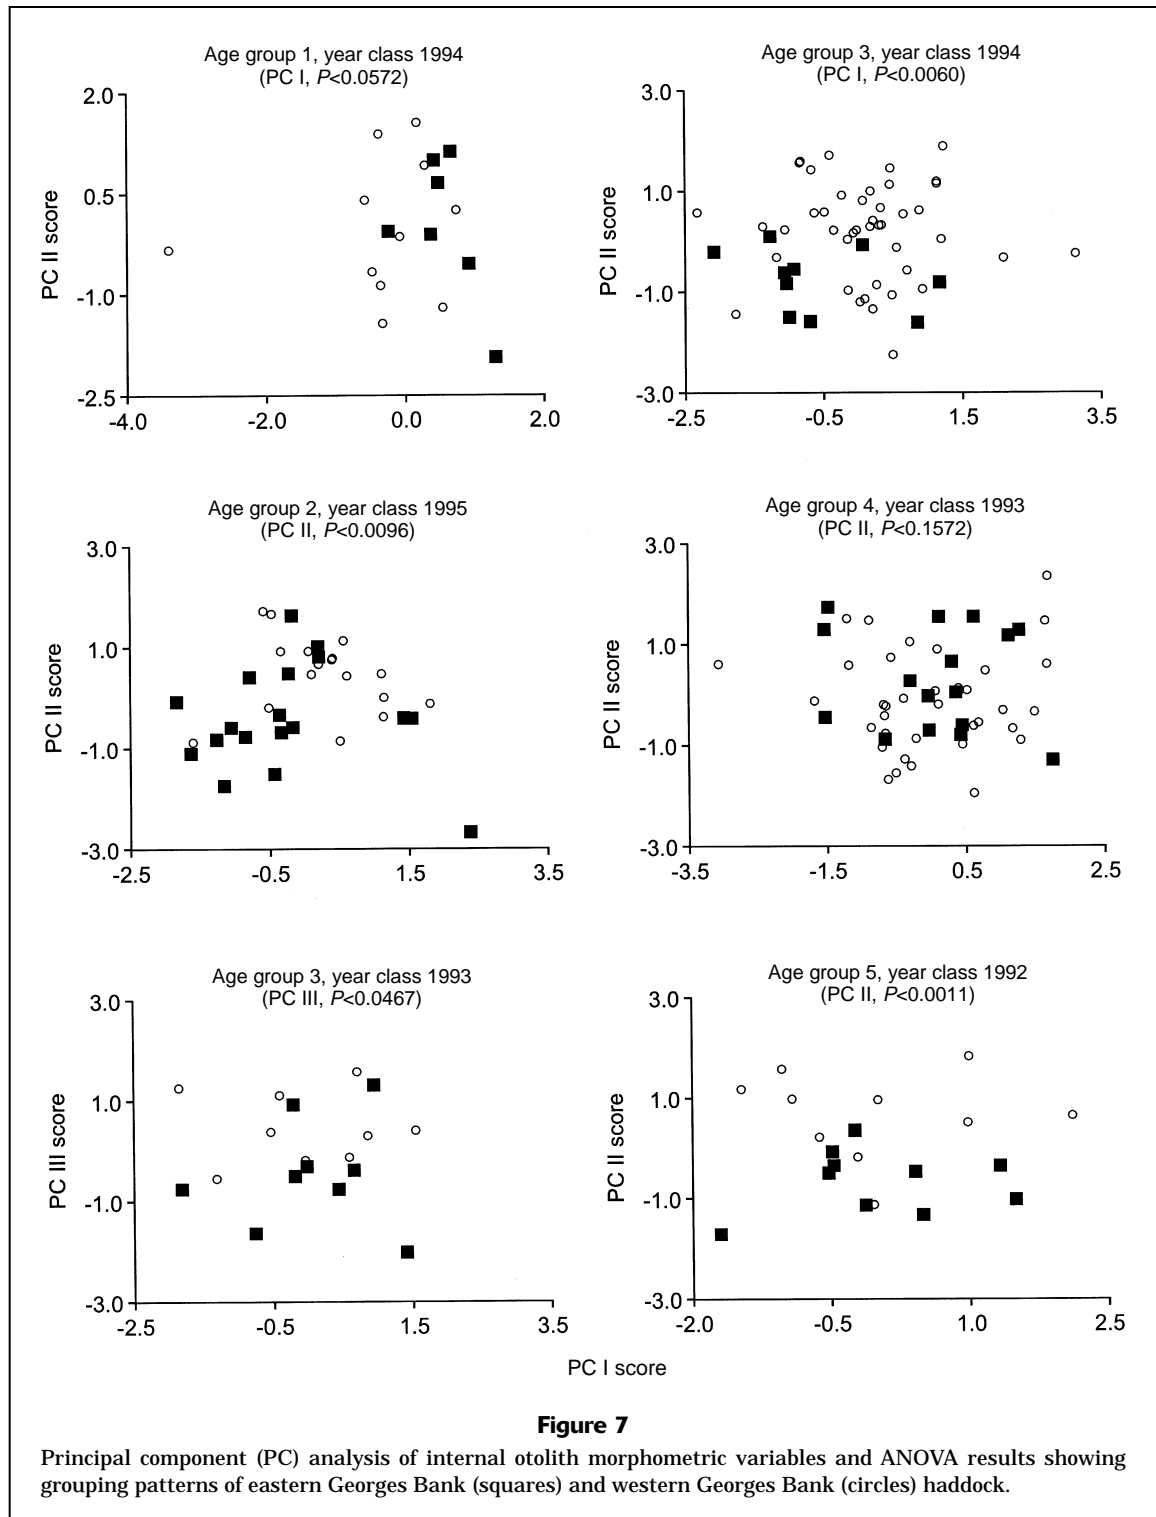 Age group 1, year class 1994
(PC I, P<0.0572)
2.0
0.5
-1.0
-2.5
PC II score
-4.0 -2.0 0.0 2.0
Age group 3, year class 1994
(PC I, P<0.0060)
3.0
1.0
-1.0
-3.0
PC II score
-2.5 -0.5 1.5 3.5
Age group 2, year class 1995
(PC II, P<0.0096)
3.0
1.0
-1.0
-3.0
PC II score
-2.5 -0.5 1.5 3.5
Age group 4, year class 1993
(PC II, P<0.1572)
3.0
1.0
-1.0
-3.0
PC II score
-3.5 -1.5 0.5 2.5
Age group 3, year class 1993
(PC III, P<0.0467)
3.0
1.0
-1.0
-3.0
PC III score
-2.5 -0.5 1.5 3.5
Age group 5, year class 1992
(PC II, P<0.0011)
3.0
1.0
-1.0
-3.0
PC II score
-2.0 -0.5 1.0 2.5
PC I score
Figure 7
Principal component (PC) analysis of internal otolith morphometric variables and ANOVA results showing
grouping patterns of eastern Georges Bank (squares) and western Georges Bank (circles) haddock.